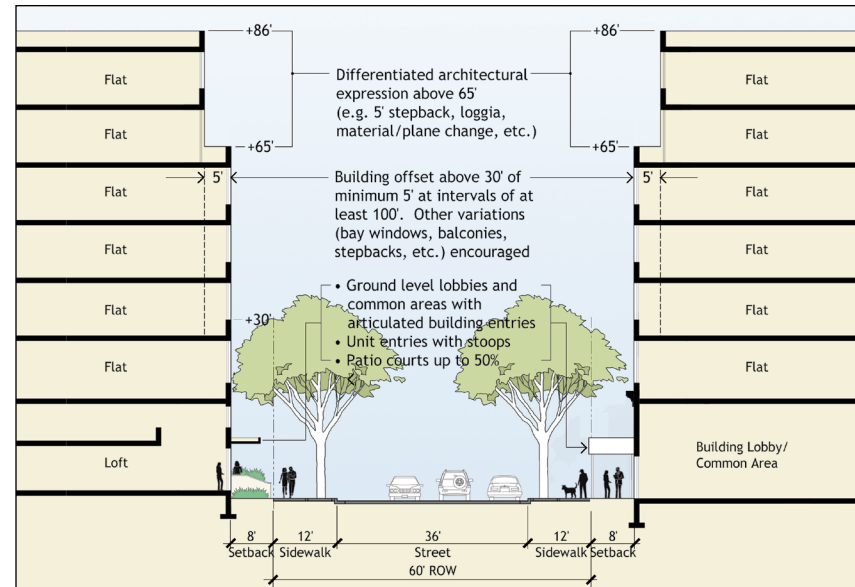 +86'
+86'
Flat
Flat
Differentiated architectural
expression above 65'
(e.g. 5' stepback, loggia,
material/plane change, etc.)
Flat
Flat
+65'
+65'
5'
Building offset above 30' of
minimum 5' at intervals of at
least 100'. Other variations
(bay windows, balconies,
stepbacks, etc.) encouraged
5'
Flat
Flat
Flat
Flat
• Ground level lobbies and
common areas with
articulated building entries
• Unit entries with stoops
• Patio courts up to 50%
Flat
Flat
+30'
Flat
Flat
Loft
Building Lobby/
Common Area
8'
12'
36'
12'
8'
Setback
Sidewalk
Street
Sidewalk
Setback
60' ROW